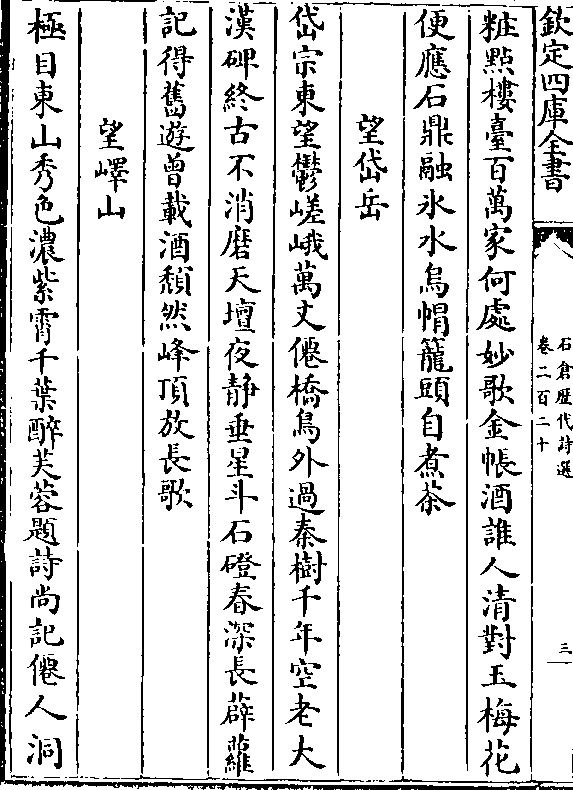 欽定四庫全書
石倉歴代詩選
卷二百二十
三
粧點樓臺百萬家何處妙歌金帳酒誰人清對玉梅花
便應石鼎融氷水烏帽籠頭自煮茶
望岱岳
岱宗東望鬱嵯峨萬丈僊橋鳥外過秦樹千年空老大
漢碑終古不消磨天壇夜静垂星斗石磴春深長薜蘿
記得舊遊曾載酒頽然峰頂放長歌
望嶧山
極目東山秀色濃紫霄千葉醉芙蓉題詩尚記僊人洞